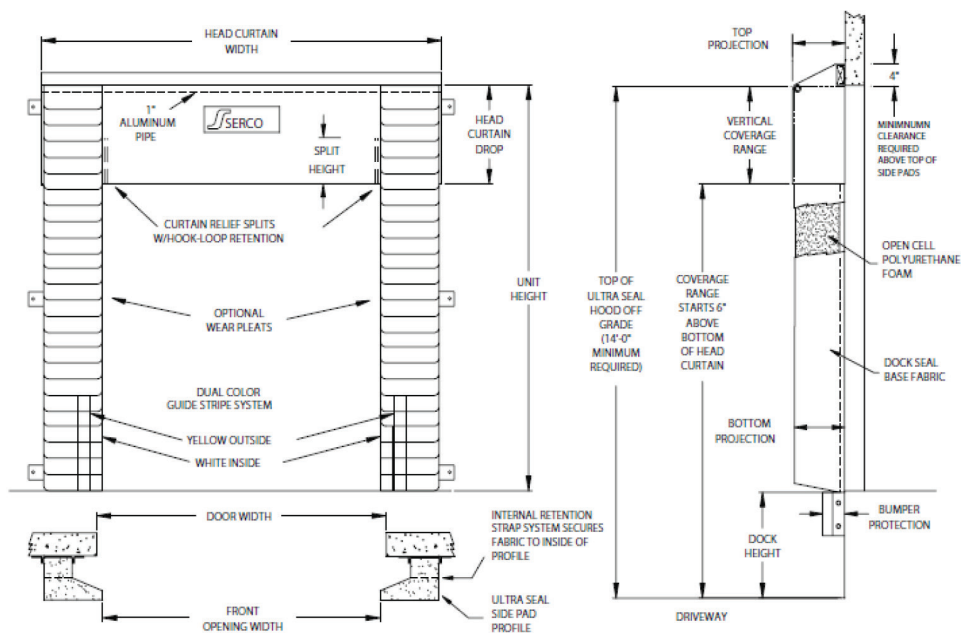 HEAD CURTAIN
WIDTH
1"
ALUMINUM
PIPE
SERCO
SPLIT
HEIGHT
HEAD
CURTAIN
DROP
CURTAIN RELIEF SPLITS
W/HOOK-LOOP RETENTION
UNIT
HEIGHT
OPTIONAL
WEAR PLEATS
DUAL COLOR
GUIDE STRIPE SYSTEM
YELLOW OUTSIDE
WHITE INSIDE
DOOR WIDTH
INTERNAL RETENTION
STRAP SYSTEM SECURES
FABRIC TO INSIDE OF
PROFILE
FRONT
OPENING WIDTH
ULTRA SEAL
SIDE PAD
PROFILE
TOP
PROJECTION
4"
VERTICAL
COVERAGE
RANGE
MINIMNUM
CLEARANCE
REQUIRED
ABOVE TOP OF
SIDE PADS
OPEN CELL
POLYURETHANE
FOAM
TOP OF
ULTRA SEAL
HOOD OFF
GRADE
(14'-0"
MINIMUM
REQUIRED)
COVERAGE
RANGE
STARTS 6"
ABOVE
BOTTOM
OF HEAD
CURTAIN
DOCK SEAL
BASE FABRIC
BOTTOM
PROJECTION
BUMPER
PROTECTION
DOCK
HEIGHT
DRIVEWAY